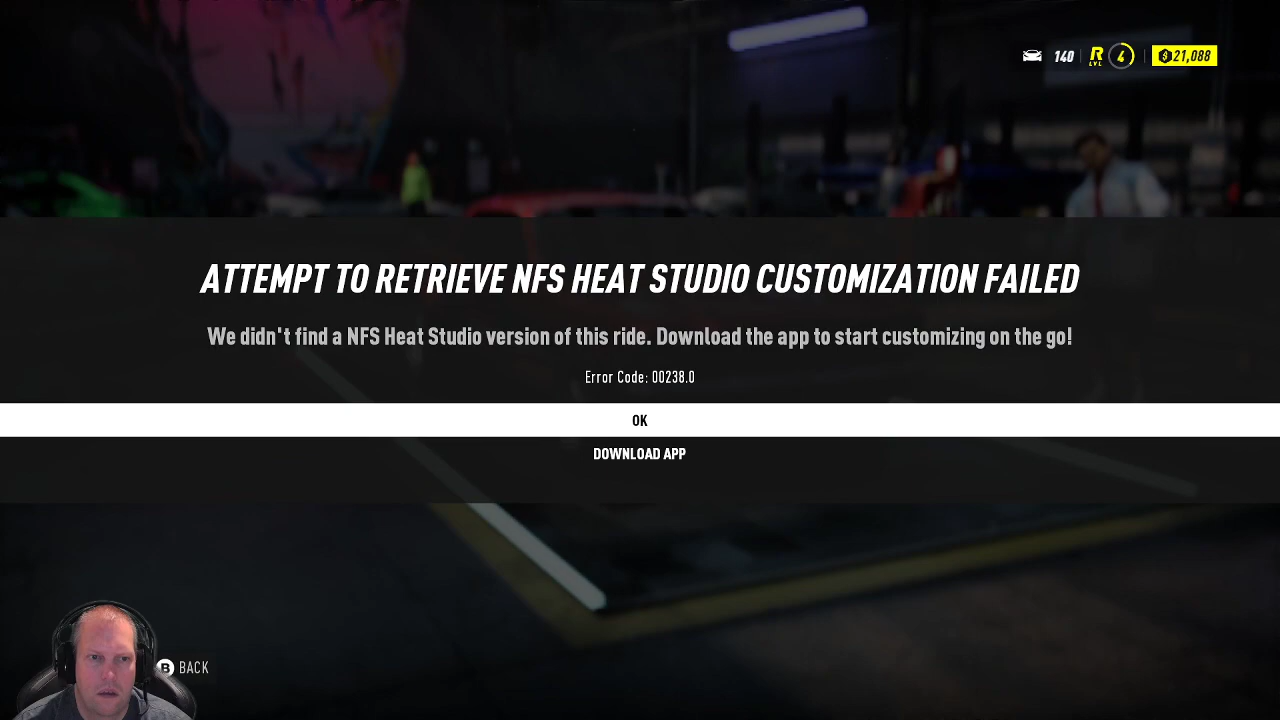 140 R LVL 4 21,088
ATTEMPT TO RETRIEVE NFS HEAT STUDIO CUSTOMIZATION FAILED
We didn't find a NFS Heat Studio version of this ride. Download the app to start customizing on the go!
Error Code: 00238.0
OK
DOWNLOAD APP
B BACK